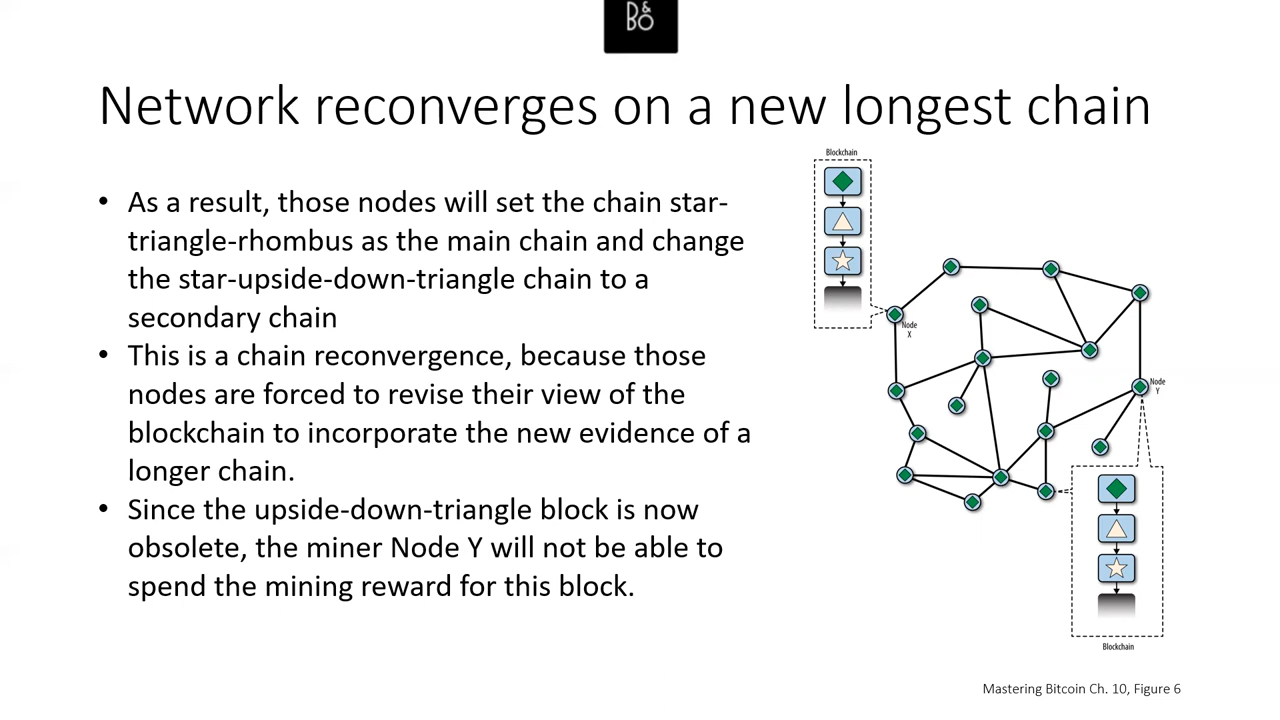 B&O
Network reconverges on a new longest chain
• As a result, those nodes will set the chain star-
triangle-rhombus as the main chain and change
the star-upside-down-triangle chain to a
secondary chain
• This is a chain reconvergence, because those
nodes are forced to revise their view of the
blockchain to incorporate the new evidence of a
longer chain.
• Since the upside-down-triangle block is now
obsolete, the miner Node Y will not be able to
spend the mining reward for this block.
Blockchain
Node
X
Node
Y
Blockchain
Mastering Bitcoin Ch. 10, Figure 6